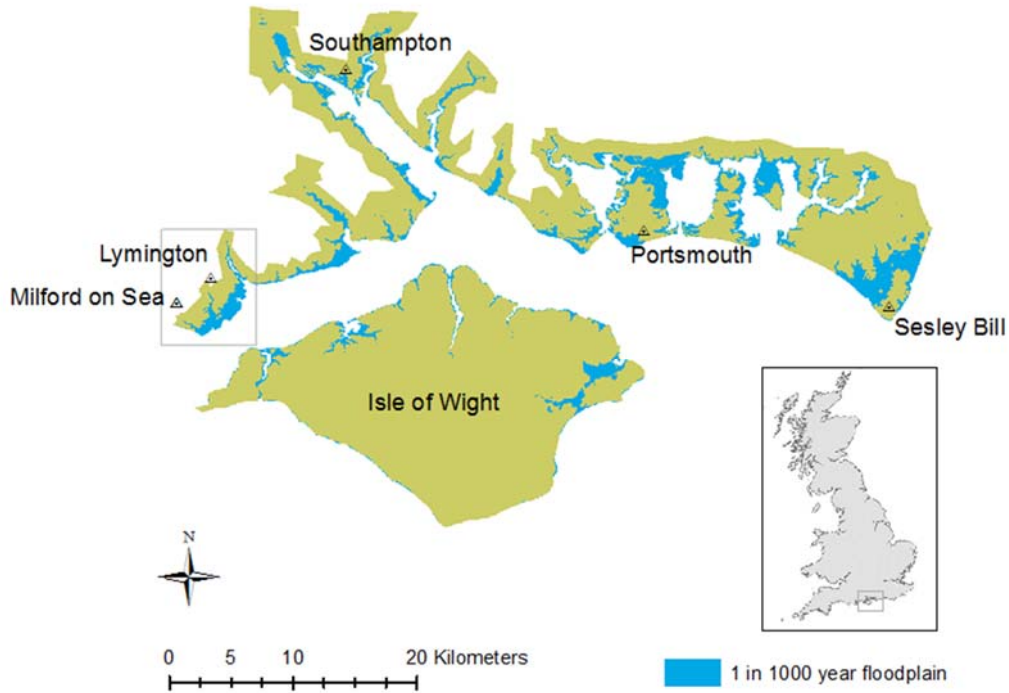 Southampton
Lymington
Portsmouth
Milford on Sea
Sesley Bill
Isle of Wight
N
0 5 10 20 Kilometers
1 in 1000 year floodplain